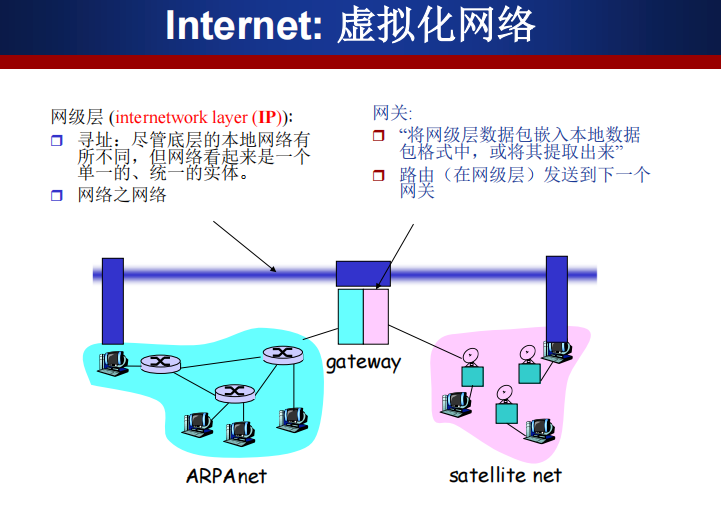 Internet: 虚拟化网络
网级层 (internetwork layer (IP)):
寻址：尽管底层的本地网络有
所不同，但网络看起来是一个
单一的、统一的实体。
网络之网络
网关:
“将网级层数据包嵌入本地数据
包格式中，或将其提取出来”
路由（在网级层）发送到下一个
网关
gateway
ARPAnet
satellite net